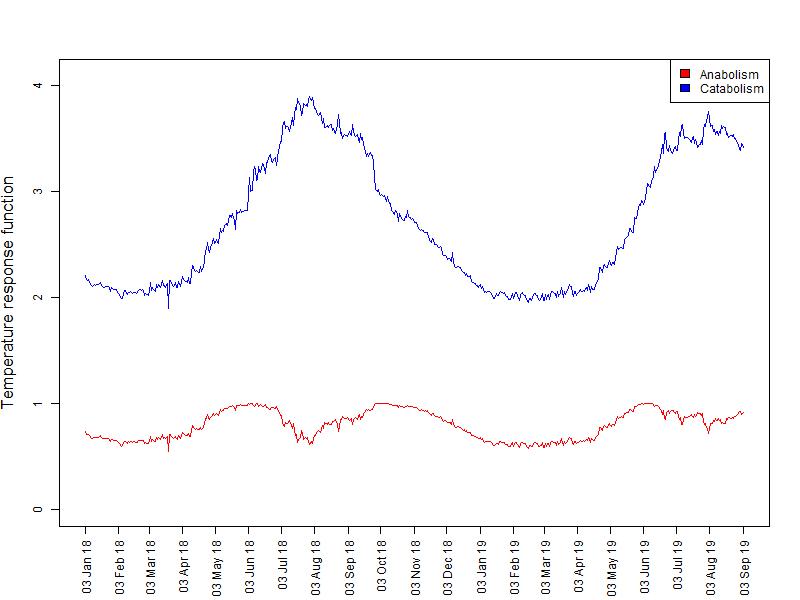 Anabolism
Catabolism
Temperature response function
4
3
2
1
0
03 Jan 18
03 Feb 18
03 Mar 18
03 Apr 18
03 May 18
03 Jun 18
03 Jul 18
03 Aug 18
03 Sep 18
03 Oct 18
03 Nov 18
03 Dec 18
03 Jan 19
03 Feb 19
03 Mar 19
03 Apr 19
03 May 19
03 Jun 19
03 Jul 19
03 Aug 19
03 Sep 19